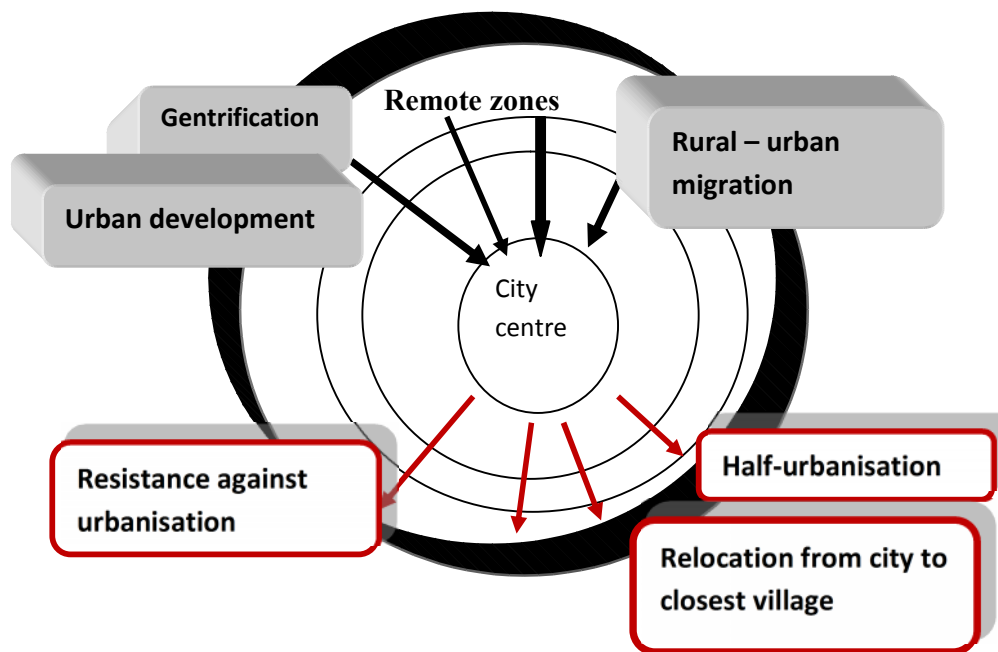 Gentrification
Remote zones
Rural – urban
migration
Urban development
City
centre
Resistance against
urbanisation
Half-urbanisation
Relocation from city to
closest village